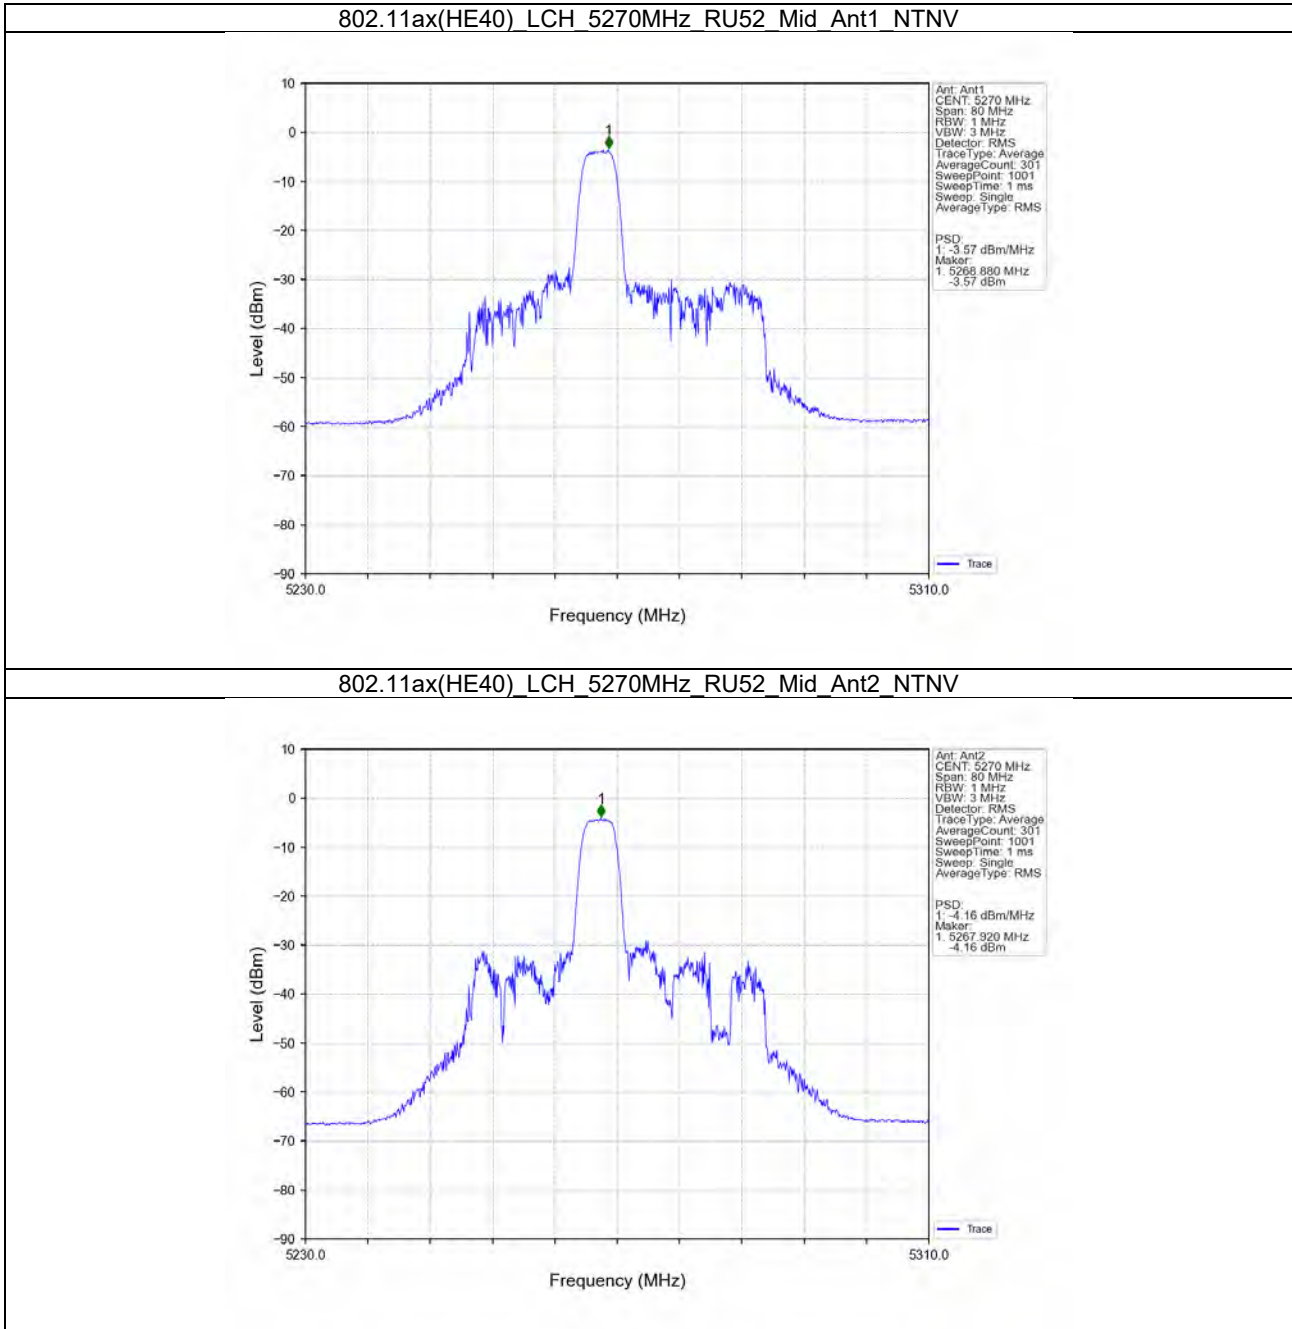 802.11ax(HE40)_LCH_5270MHz_RU52_Mid_Ant1_NTNV
10
0
−10
−20
−30
−40
−50
−60
−70
−80
−90
Level (dBm)
1
5230.0
5310.0
Frequency (MHz)
Ant: Ant1
CENT: 5270 MHz
Span: 80 MHz
RBW: 1 MHz
VBW: 3 MHz
Detector: RMS
TraceType: Average
AverageCount: 301
SweepPoint: 1001
SweepTime: 1 ms
Sweep: Single
AverageType: RMS
PSD:
1: -3.57 dBm/MHz
Maker:
1. 5268.880 MHz
-3.57 dBm
Trace
802.11ax(HE40)_LCH_5270MHz_RU52_Mid_Ant2_NTNV
10
0
−10
−20
−30
−40
−50
−60
−70
−80
−90
Level (dBm)
1
5230.0
5310.0
Frequency (MHz)
Ant: Ant2
CENT: 5270 MHz
Span: 80 MHz
RBW: 1 MHz
VBW: 3 MHz
Detector: RMS
TraceType: Average
AverageCount: 301
SweepPoint: 1001
SweepTime: 1 ms
Sweep: Single
AverageType: RMS
PSD:
1: -4.16 dBm/MHz
Maker:
1. 5267.920 MHz
-4.16 dBm
Trace